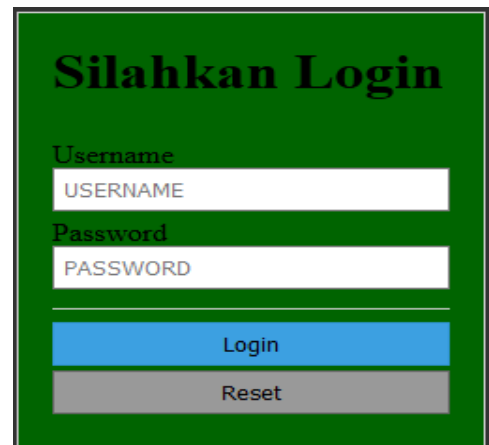 Silahkan Login
Username
USERNAME
Password
PASSWORD
Login
Reset